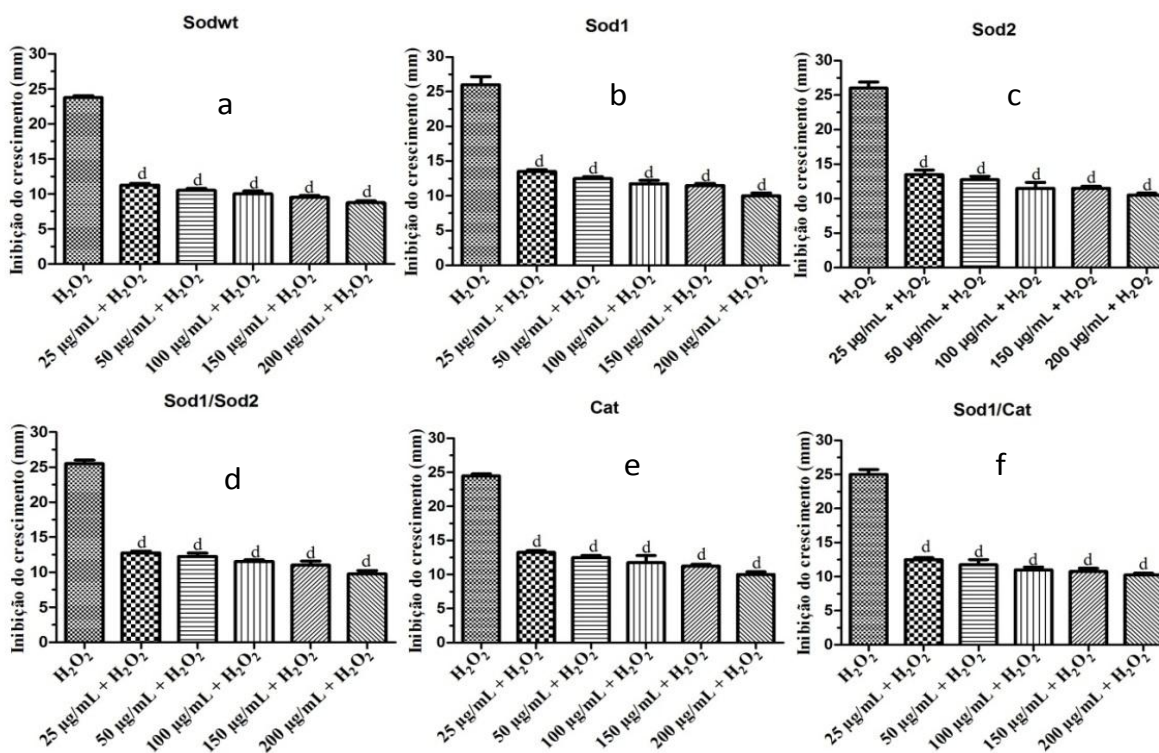 Sodwt
Inibição do crescimento (mm)
30
25
20
15
10
5
0
a
d
d
d
d
d
H₂O₂
25 µg/mL + H₂O₂
50 µg/mL + H₂O₂
100 µg/mL + H₂O₂
150 µg/mL + H₂O₂
200 µg/mL + H₂O₂
Sod1
Inibição do crescimento (mm)
30
25
20
15
10
5
0
b
d
d
d
d
d
H₂O₂
25 µg/mL + H₂O₂
50 µg/mL + H₂O₂
100 µg/mL + H₂O₂
150 µg/mL + H₂O₂
200 µg/mL + H₂O₂
Sod2
Inibição do crescimento (mm)
30
25
20
15
10
5
0
c
d
d
d
d
d
H₂O₂
25 µg/mL + H₂O₂
50 µg/mL + H₂O₂
100 µg/mL + H₂O₂
150 µg/mL + H₂O₂
200 µg/mL + H₂O₂
Sod1/Sod2
Inibição do crescimento (mm)
30
25
20
15
10
5
0
d
d
d
d
d
d
H₂O₂
25 µg/mL + H₂O₂
50 µg/mL + H₂O₂
100 µg/mL + H₂O₂
150 µg/mL + H₂O₂
200 µg/mL + H₂O₂
Cat
Inibição do crescimento (mm)
30
25
20
15
10
5
0
e
d
d
d
d
d
H₂O₂
25 µg/mL + H₂O₂
50 µg/mL + H₂O₂
100 µg/mL + H₂O₂
150 µg/mL + H₂O₂
200 µg/mL + H₂O₂
Sod1/Cat
Inibição do crescimento (mm)
30
25
20
15
10
5
0
f
d
d
d
d
d
H₂O₂
25 µg/mL + H₂O₂
50 µg/mL + H₂O₂
100 µg/mL + H₂O₂
150 µg/mL + H₂O₂
200 µg/mL + H₂O₂